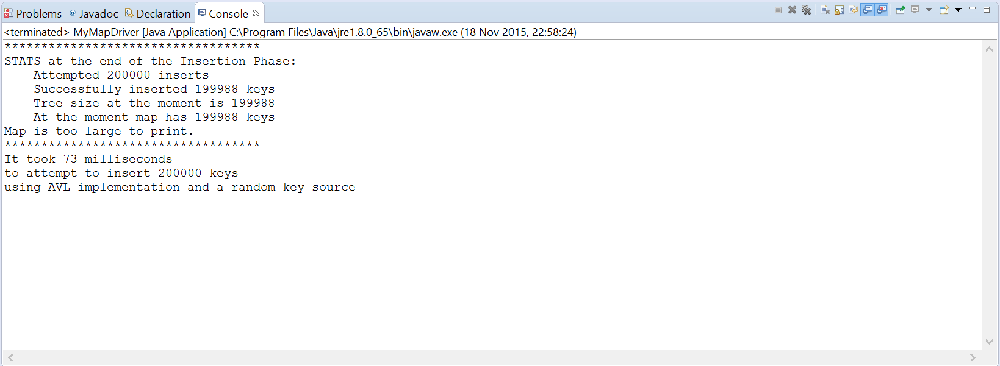 Problems @ Javadoc Declaration Console
<terminated> MyMapDriver [Java Application] C:\Program Files\Java\jre1.8.0_65\bin\javaw.exe (18 Nov 2015, 22:58:24)
***********************************
STATS at the end of the Insertion Phase:
    Attempted 200000 inserts
    Successfully inserted 199988 keys
    Tree size at the moment is 199988
    At the moment map has 199988 keys
Map is too large to print.
***********************************
It took 73 milliseconds
to attempt to insert 200000 keys
using AVL implementation and a random key source